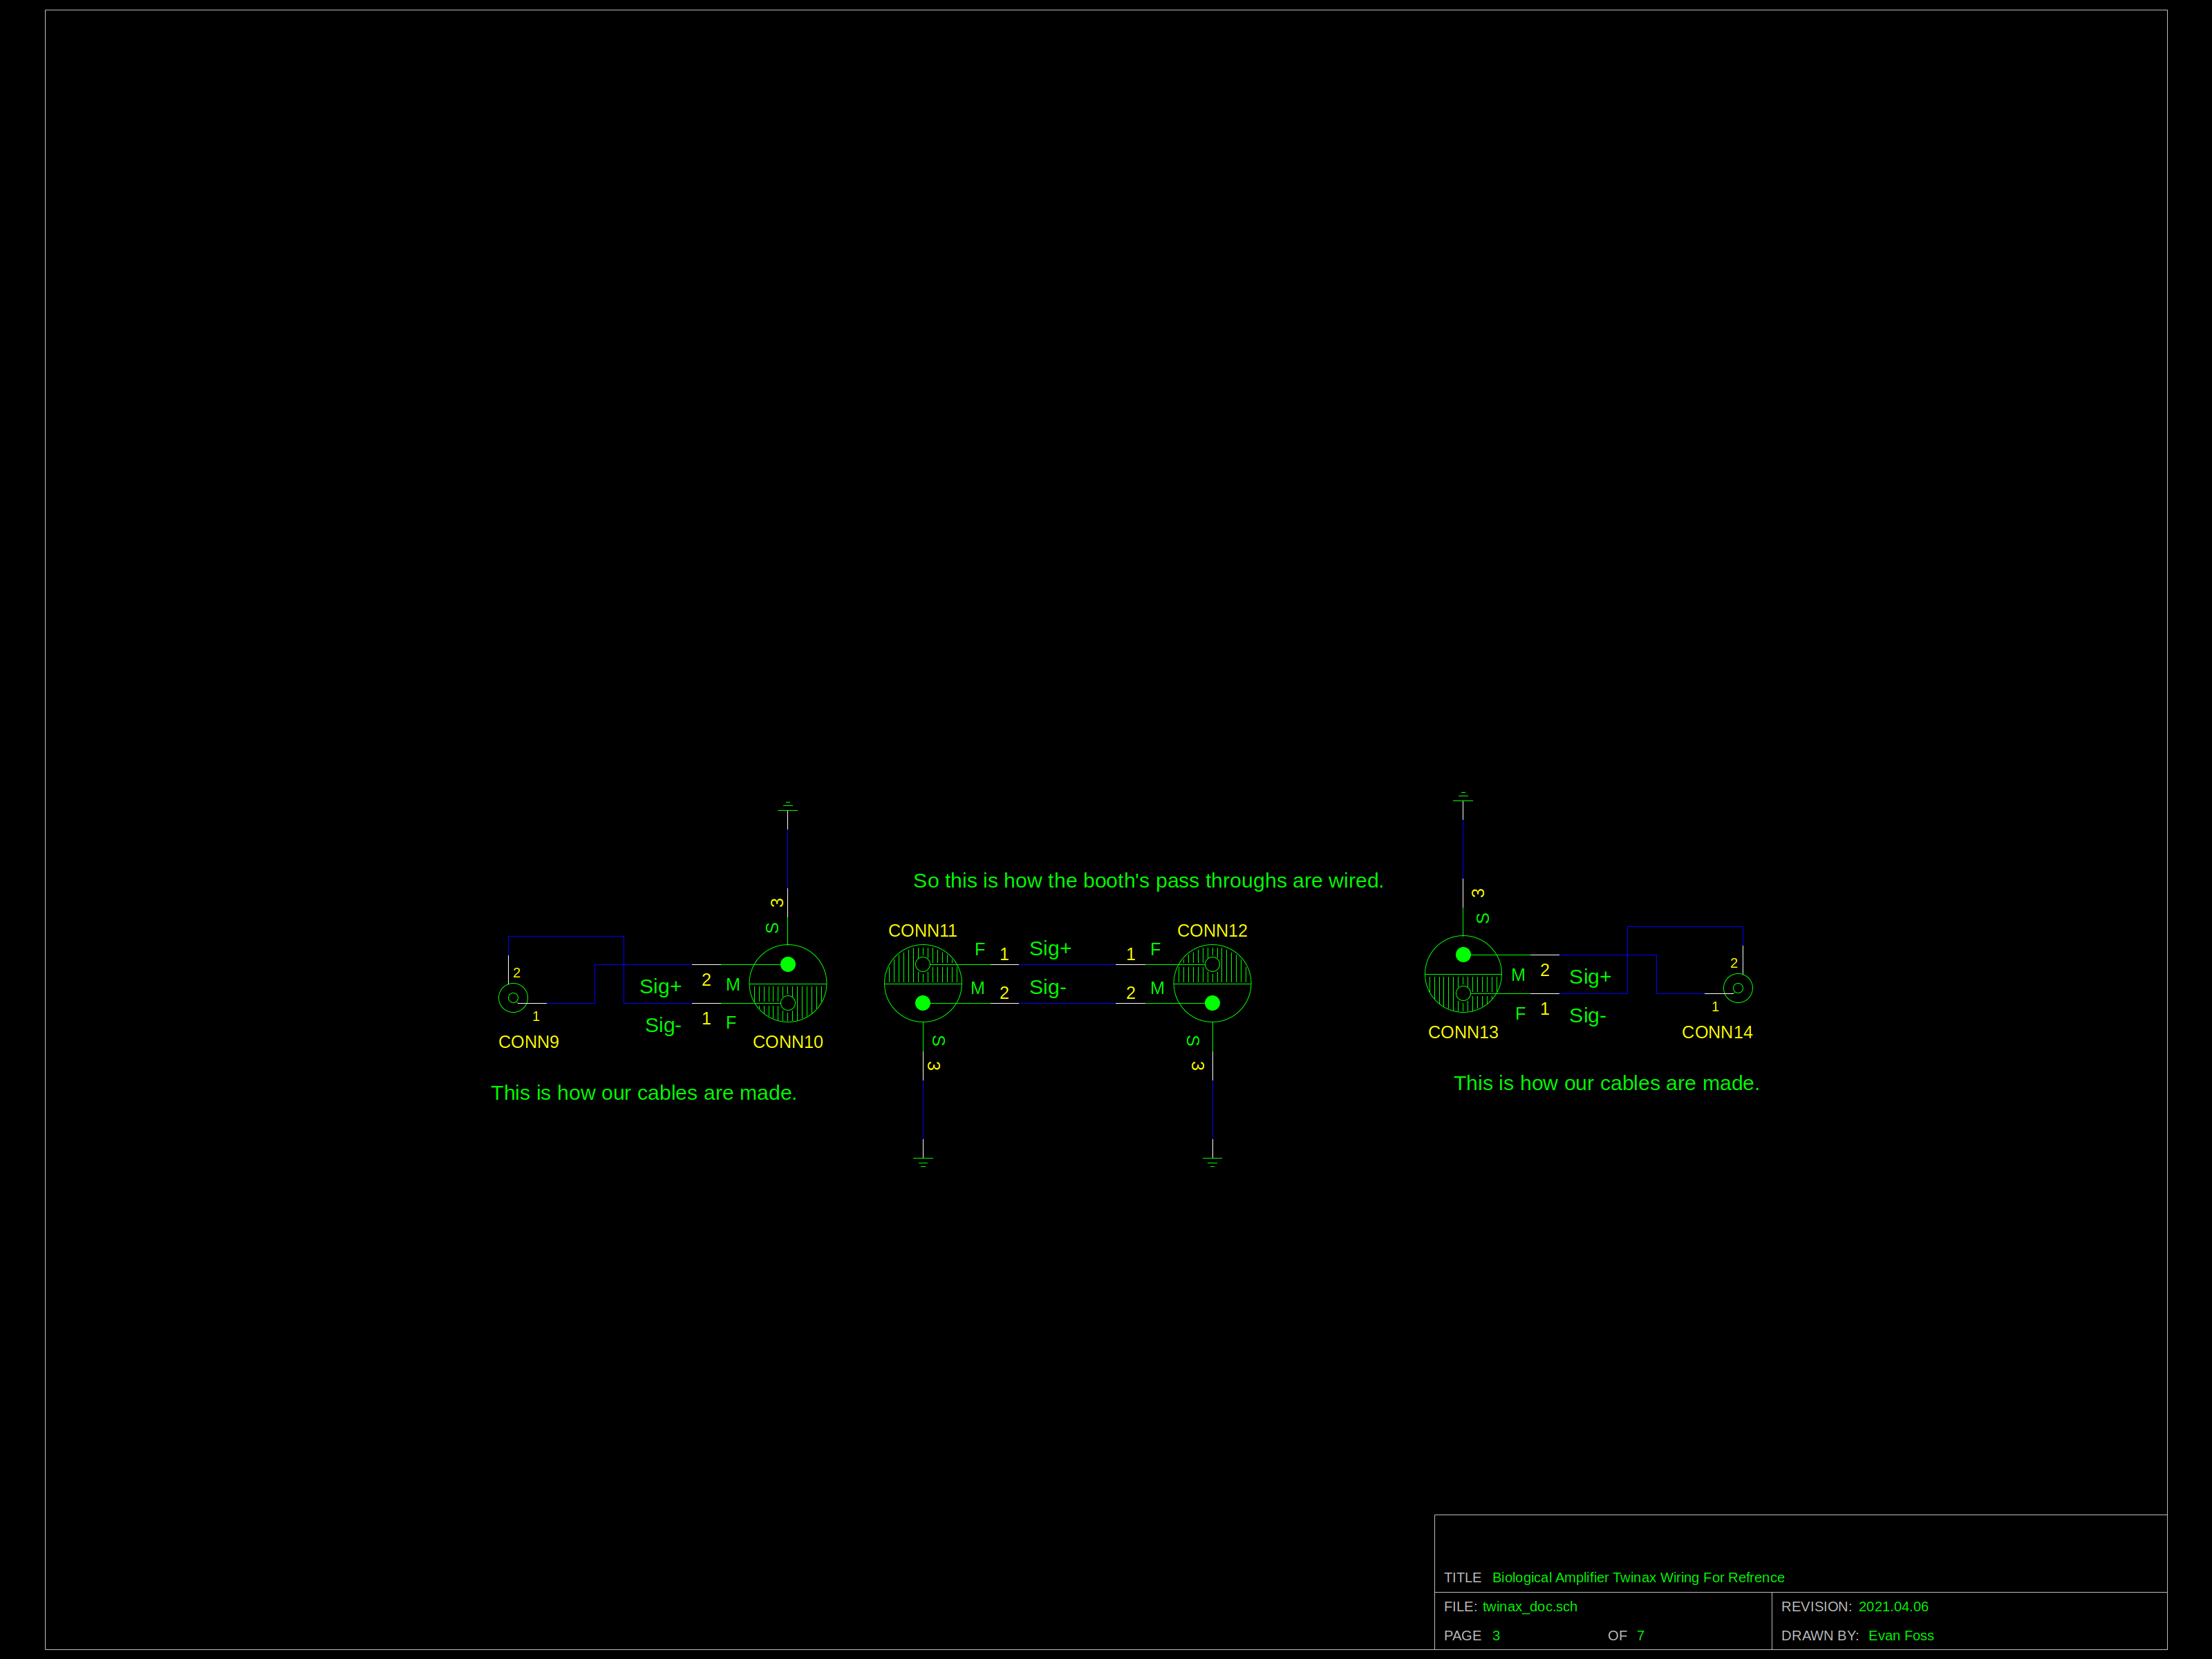 So this is how the booth's pass throughs are wired.
3
S
2
Sig+ 2 M
1
Sig- 1 F
CONN9
CONN10
This is how our cables are made.
CONN11
CONN12
F 1 Sig+ 1 F
M 2 Sig- 2 M
S
3
S
3
3
S
M 2 Sig+
F 1 Sig-
2
1
CONN13
CONN14
This is how our cables are made.
TITLE Biological Amplifier Twinax Wiring For Refrence
FILE: twinax_doc.sch
REVISION: 2021.04.06
PAGE 3 OF 7
DRAWN BY: Evan Foss